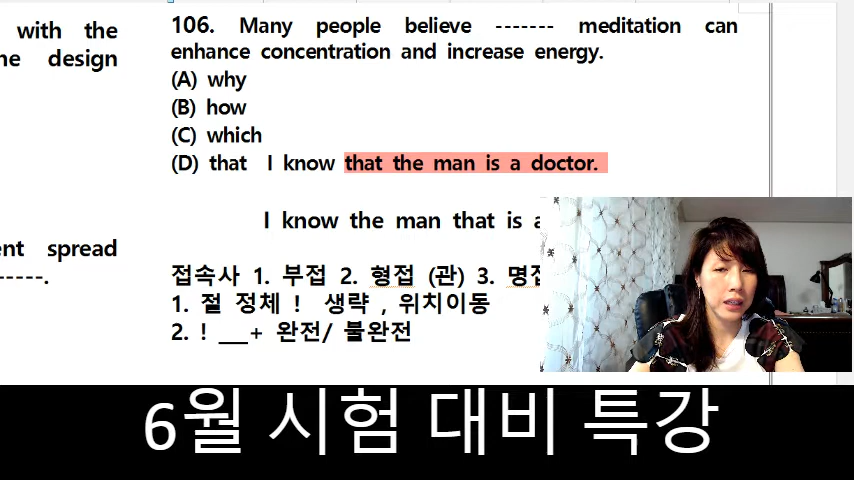 with the
design
ent spread
106. Many people believe ------- meditation can
enhance concentration and increase energy.
(A) why
(B) how
(C) which
(D) that I know that the man is a doctor.
I know the man that is a
접속사 1. 부접 2. 형접 (관) 3. 명접
1. 절 정체 ! 생략 , 위치이동
2. ! ___+ 완전/ 불완전
6월 시험 대비 특강